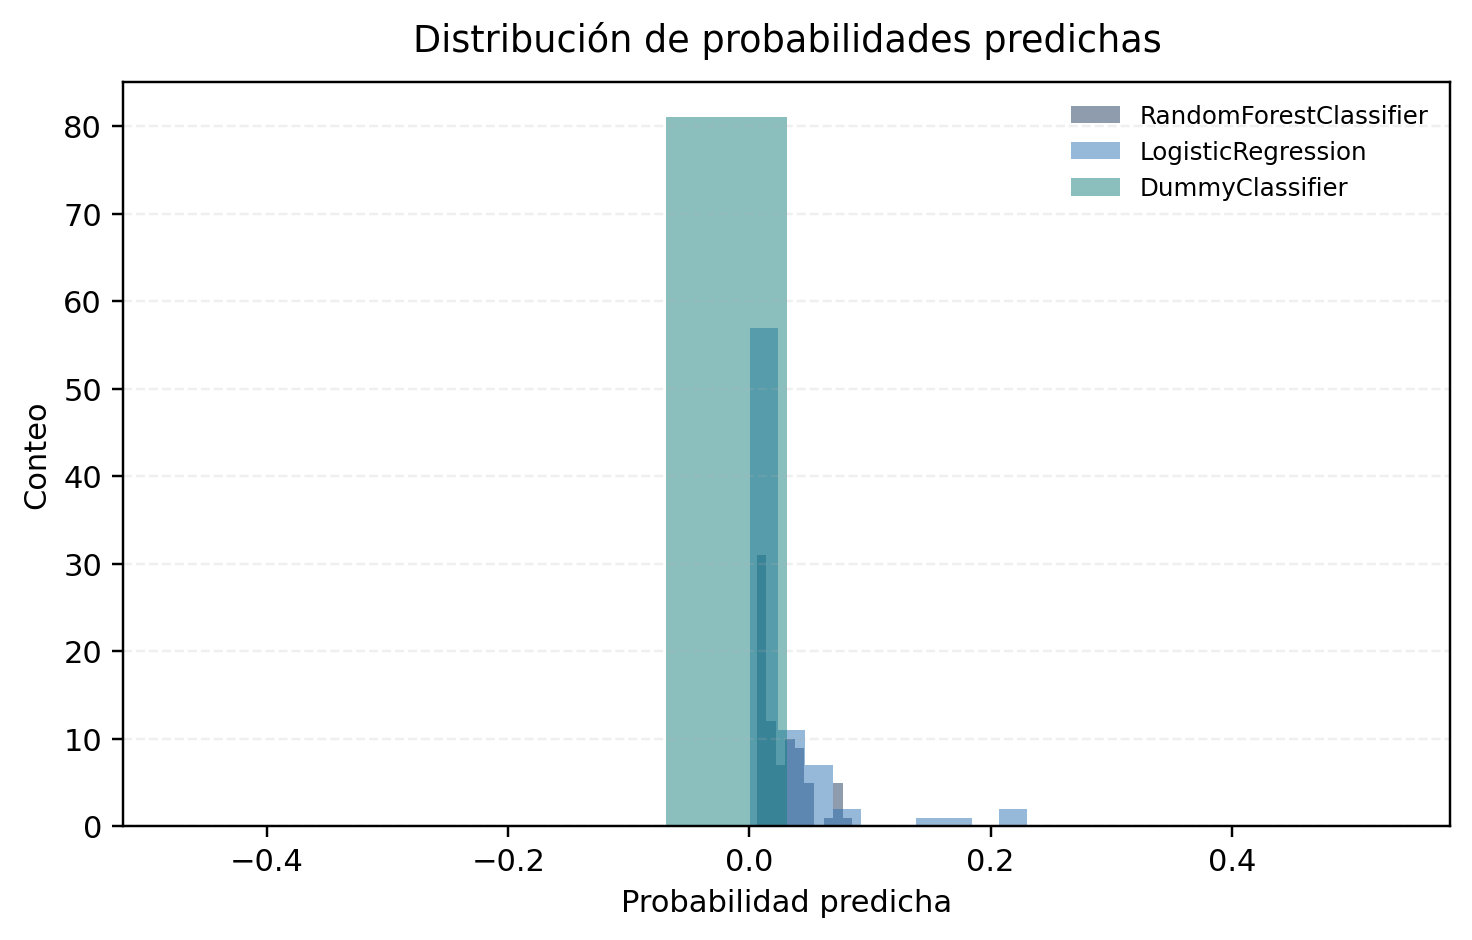 Distribución de probabilidades predichas
RandomForestClassifier
LogisticRegression
DummyClassifier
Conteo
80
70
60
50
40
30
20
10
0
−0.4
−0.2
0.0
0.2
0.4
Probabilidad predicha